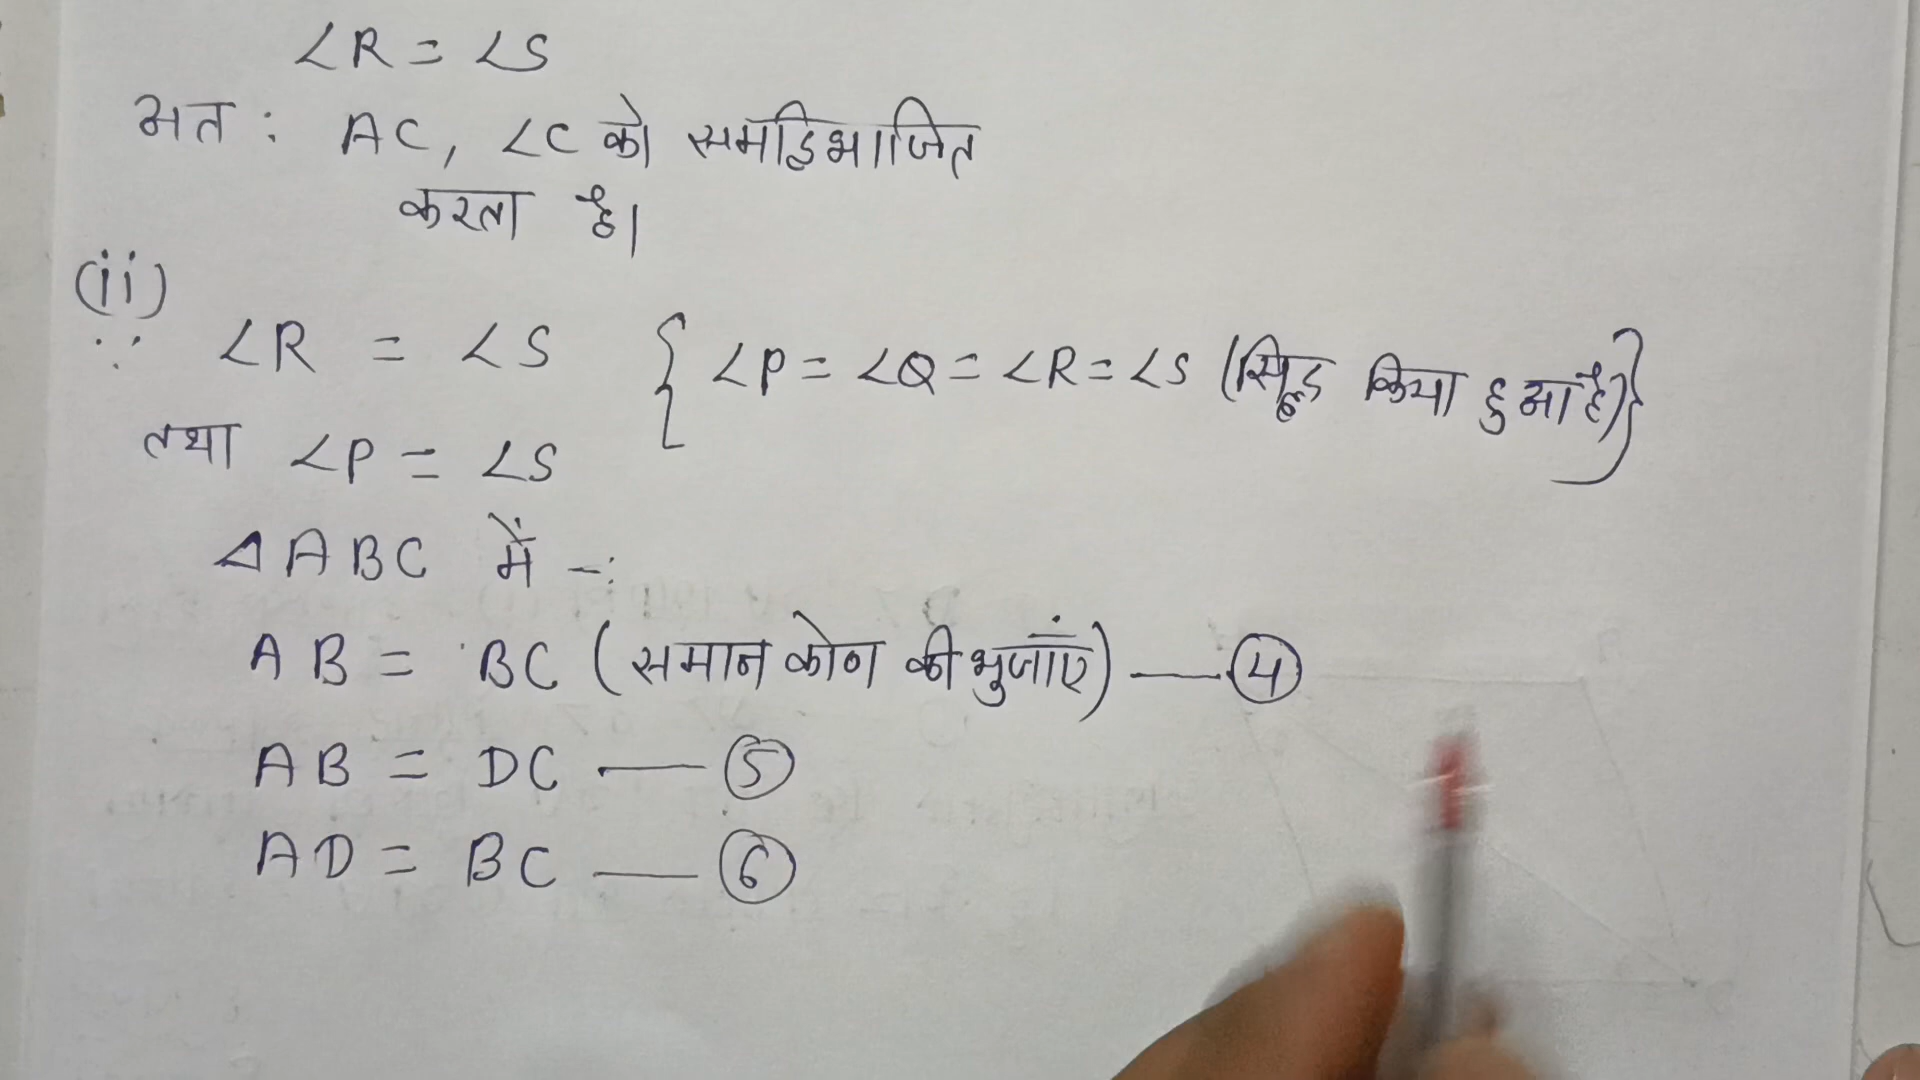 ∠R = ∠S
अत: AC, ∠C को समद्विभाजित
करता है।
(ii)
∵ ∠R = ∠S { ∠P = ∠Q = ∠R = ∠S (सिद्ध किया हुआ है) }
तथा ∠P = ∠S
△ABC में -:
AB = BC (समान कोण की भुजाएं) — ④
AB = DC — ⑤
AD = BC — ⑥